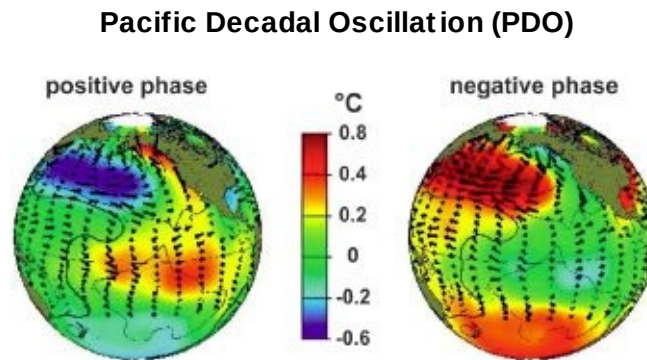 Pacific Decadal Oscillation (PDO)
positive phase
°C
negative phase
0.8
0.4
0.2
0
-0.2
-0.6